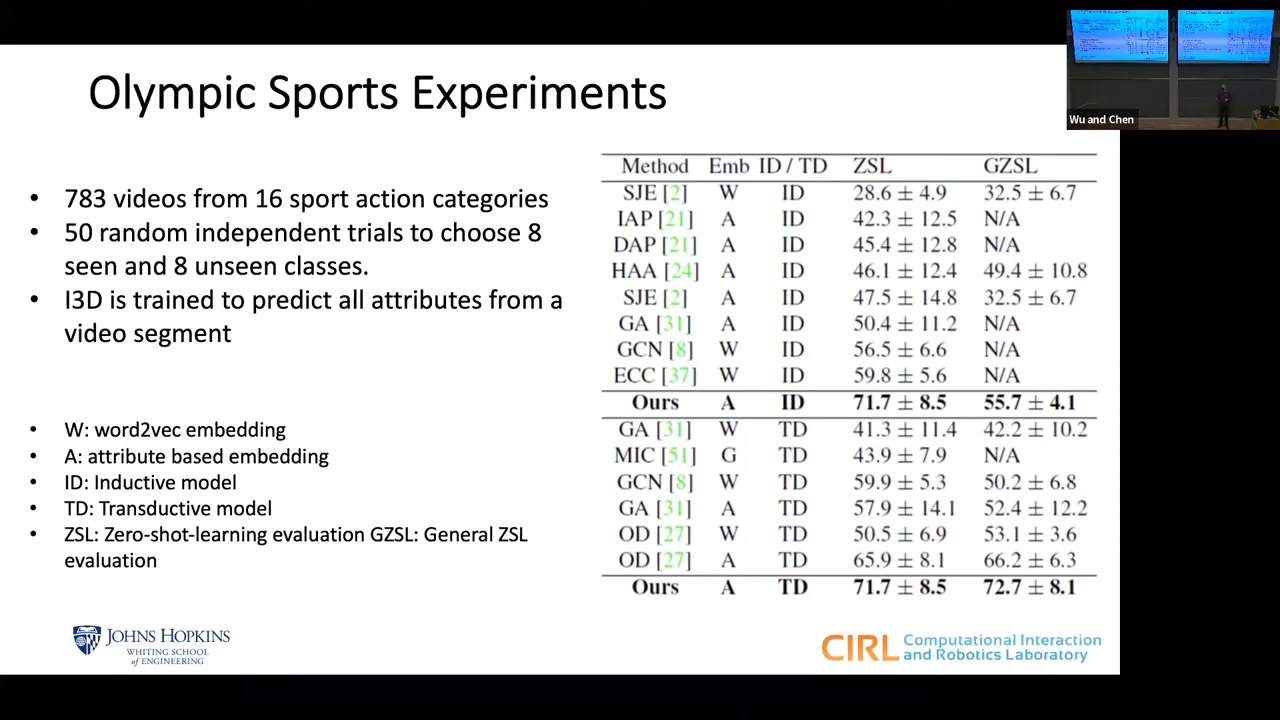 Olympic Sports Experiments
• 783 videos from 16 sport action categories
• 50 random independent trials to choose 8
seen and 8 unseen classes.
• I3D is trained to predict all attributes from a
video segment
• W: word2vec embedding
• A: attribute based embedding
• ID: Inductive model
• TD: Transductive model
• ZSL: Zero-shot-learning evaluation GZSL: General ZSL
evaluation
Method Emb ID / TD ZSL GZSL
SJE [2] W ID 28.6 ± 4.9 32.5 ± 6.7
IAP [21] A ID 42.3 ± 12.5 N/A
DAP [21] A ID 45.4 ± 12.8 N/A
HAA [24] A ID 46.1 ± 12.4 49.4 ± 10.8
SJE [2] A ID 47.5 ± 14.8 32.5 ± 6.7
GA [31] A ID 50.4 ± 11.2 N/A
GCN [8] W ID 56.5 ± 6.6 N/A
ECC [37] W ID 59.8 ± 5.6 N/A
Ours A ID 71.7 ± 8.5 55.7 ± 4.1
GA [31] W TD 41.3 ± 11.4 42.2 ± 10.2
MIC [51] G TD 43.9 ± 7.9 N/A
GCN [8] W TD 59.9 ± 5.3 50.2 ± 6.8
GA [31] A TD 57.9 ± 14.1 52.4 ± 12.2
OD [27] W TD 50.5 ± 6.9 53.1 ± 3.6
OD [27] A TD 65.9 ± 8.1 66.2 ± 6.3
Ours A TD 71.7 ± 8.5 72.7 ± 8.1
JOHNS HOPKINS
WHITING SCHOOL
of ENGINEERING
CIRL Computational Interaction
and Robotics Laboratory
Wu and Chen